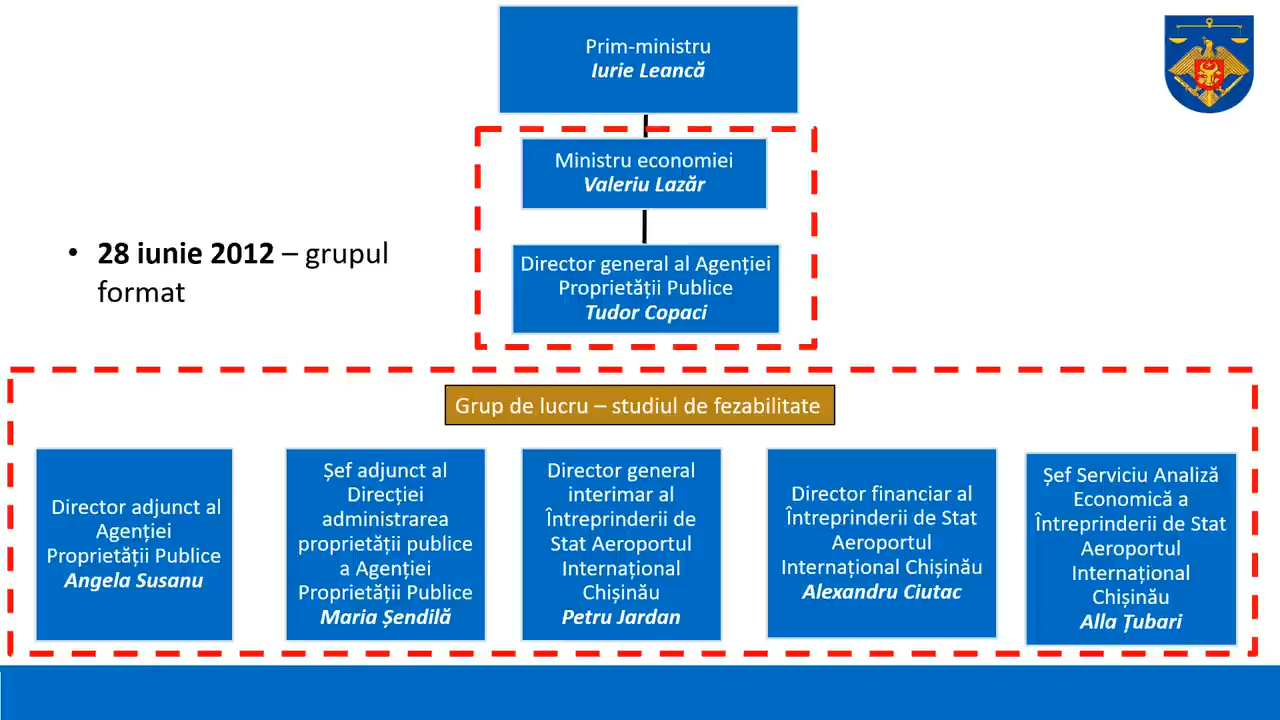 Prim-ministru
Iurie Leancă
Ministru economiei
Valeriu Lazăr
• 28 iunie 2012 – grupul
format
Director general al Agenției
Proprietății Publice
Tudor Copaci
Grup de lucru – studiul de fezabilitate
Director adjunct al
Agenției
Proprietății Publice
Angela Susanu
Șef adjunct al
Direcției
administrarea
proprietății publice
a Agenției
Proprietății Publice
Maria Șendilă
Director general
interimar al
Întreprinderii de
Stat Aeroportul
Internațional
Chișinău
Petru Jardan
Director financiar al
Întreprinderii de Stat
Aeroportul
Internațional Chișinău
Alexandru Ciutac
Șef Serviciu Analiză
Economică a
Întreprinderii de Stat
Aeroportul
Internațional
Chișinău
Alla Țubari